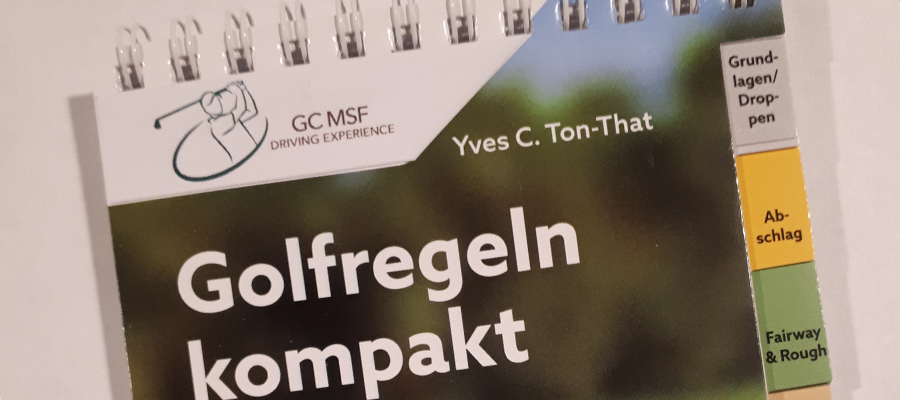 GC MSF
DRIVING EXPERIENCE
Yves C. Ton-That
Golfregeln
kompakt
Grund-
lagen/
Drop-
pen
Ab-
schlag
Fairway
& Rough